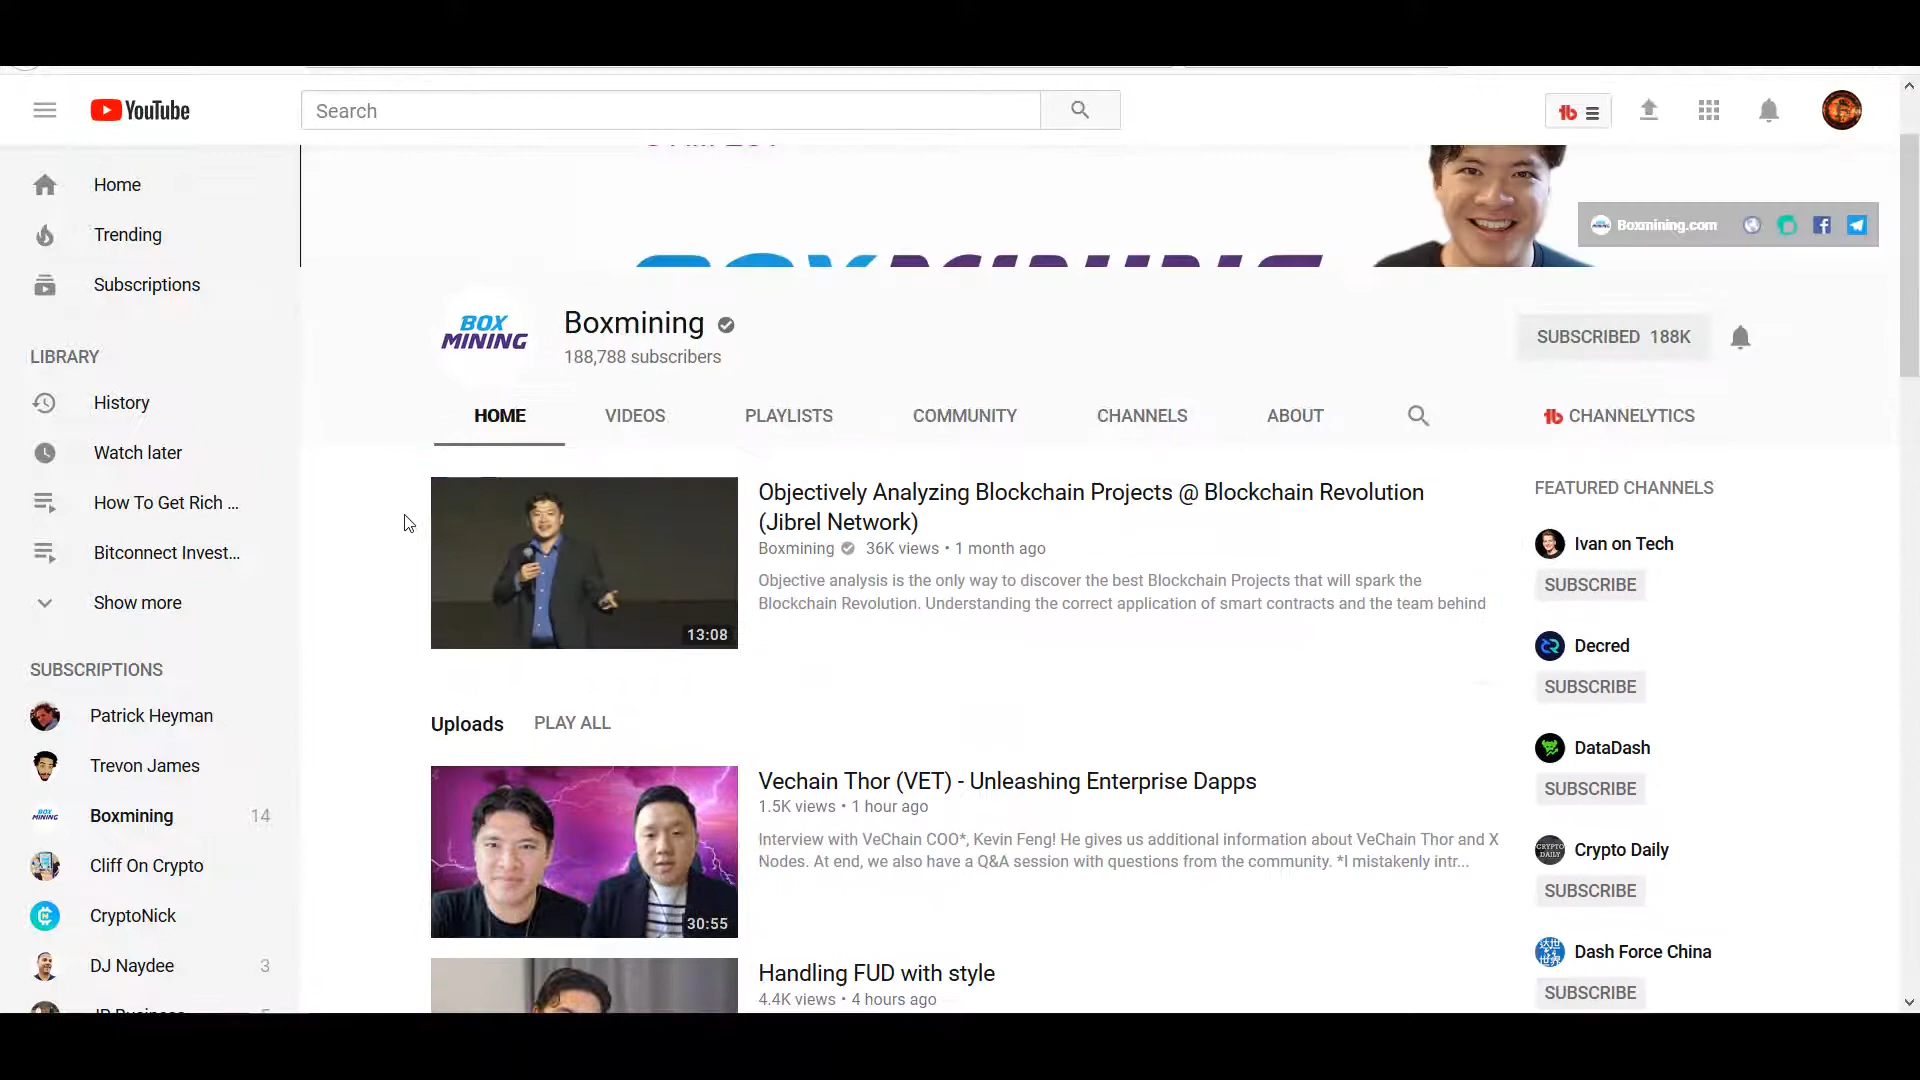 YouTube
Search
Home
Trending
Subscriptions
LIBRARY
History
Watch later
How To Get Rich ...
Bitconnect Invest...
Show more
SUBSCRIPTIONS
Patrick Heyman
Trevon James
Boxmining 14
Cliff On Crypto
CryptoNick
DJ Naydee 3
Boxmining.com
BOX
MINING
Boxmining
188,788 subscribers
SUBSCRIBED 188K
HOME VIDEOS PLAYLISTS COMMUNITY CHANNELS ABOUT CHANNELYTICS
Objectively Analyzing Blockchain Projects @ Blockchain Revolution
(Jibrel Network)
Boxmining 36K views • 1 month ago
Objective analysis is the only way to discover the best Blockchain Projects that will spark the
Blockchain Revolution. Understanding the correct application of smart contracts and the team behind
13:08
Uploads PLAY ALL
Vechain Thor (VET) - Unleashing Enterprise Dapps
1.5K views • 1 hour ago
Interview with VeChain COO*, Kevin Feng! He gives us additional information about VeChain Thor and X
Nodes. At end, we also have a Q&A session with questions from the community. *I mistakenly intr...
30:55
Handling FUD with style
4.4K views • 4 hours ago
FEATURED CHANNELS
Ivan on Tech
SUBSCRIBE
Decred
SUBSCRIBE
DataDash
SUBSCRIBE
CRYPTO
DAILY
Crypto Daily
SUBSCRIBE
Dash Force China
SUBSCRIBE